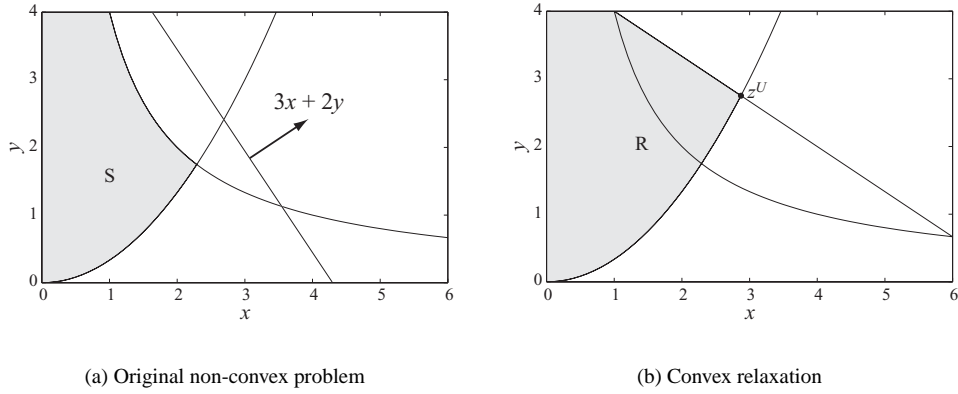 4
3
2
1
0
y
S
3x + 2y
0 1 2 3 4 5 6
x
(a) Original non-convex problem
4
3
2
1
0
y
R
z^U
0 1 2 3 4 5 6
x
(b) Convex relaxation